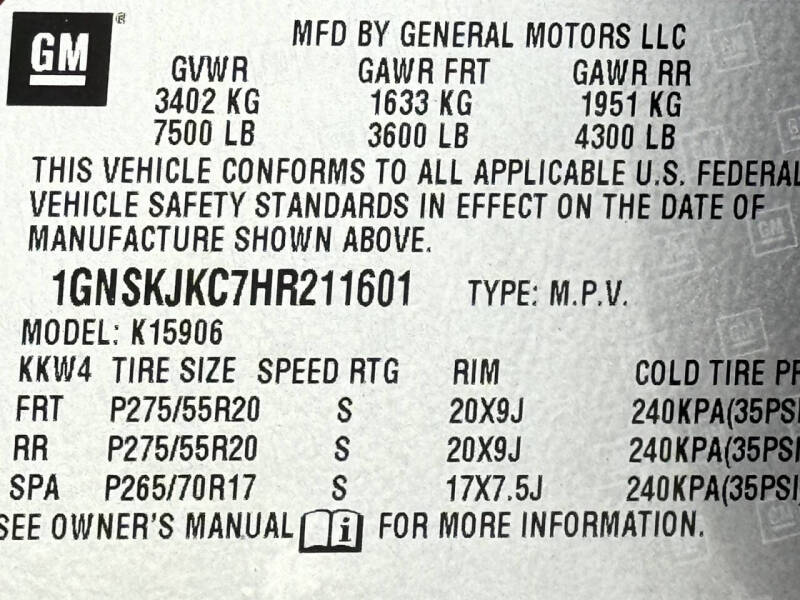 GM ®
MFD BY GENERAL MOTORS LLC
GVWR GAWR FRT GAWR RR
3402 KG 1633 KG 1951 KG
7500 LB 3600 LB 4300 LB
THIS VEHICLE CONFORMS TO ALL APPLICABLE U.S. FEDERAL
VEHICLE SAFETY STANDARDS IN EFFECT ON THE DATE OF
MANUFACTURE SHOWN ABOVE.
1GNSKJKC7HR211601 TYPE: M.P.V.
MODEL: K15906
KKW4 TIRE SIZE SPEED RTG RIM COLD TIRE PR
FRT P275/55R20 S 20X9J 240KPA(35PSI
RR P275/55R20 S 20X9J 240KPA(35PSI
SPA P265/70R17 S 17X7.5J 240KPA(35PSI)
SEE OWNER'S MANUAL i FOR MORE INFORMATION.